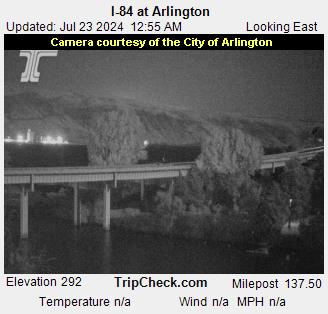 I-84 at Arlington
Updated: Jul 23 2024 12:55 AM Looking East
Camera courtesy of the City of Arlington
Elevation 292 TripCheck.com Milepost 137.50
Temperature n/a Wind n/a MPH n/a